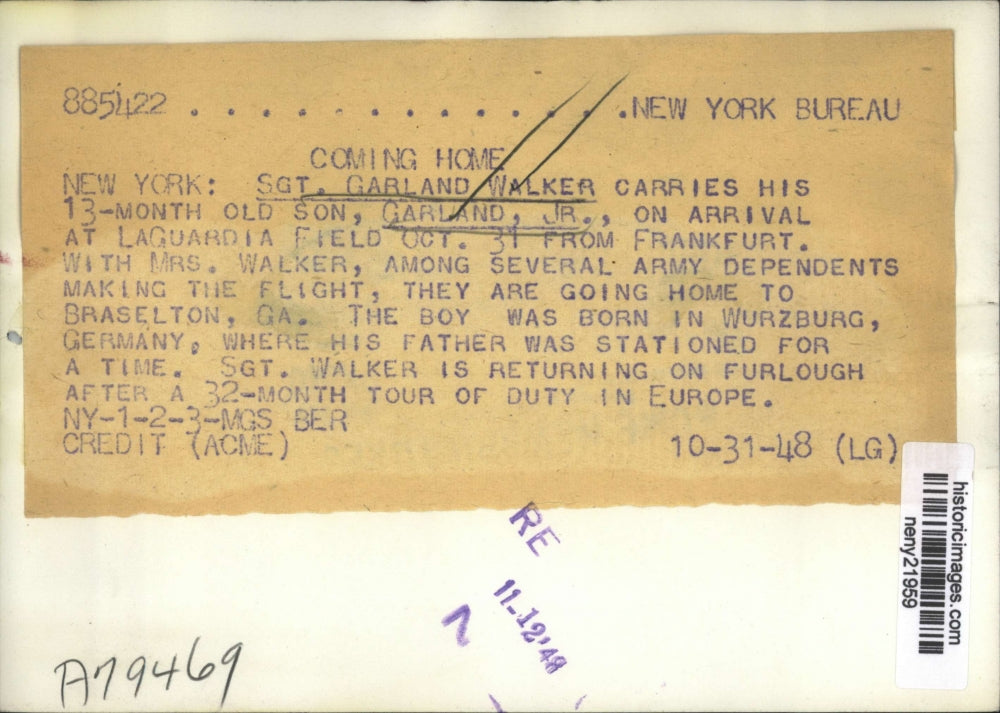 885422 . . . . . . . . . . . . . . .NEW YORK BUREAU
COMING HOME
NEW YORK: SGT. GARLAND WALKER CARRIES HIS
13-MONTH OLD SON, GARLAND, JR., ON ARRIVAL
AT LAGUARDIA FIELD OCT. 31 FROM FRANKFURT.
WITH MRS. WALKER, AMONG SEVERAL ARMY DEPENDENTS
MAKING THE FLIGHT, THEY ARE GOING HOME TO
BRASELTON, GA. THE BOY WAS BORN IN WURZBURG,
GERMANY, WHERE HIS FATHER WAS STATIONED FOR
A TIME. SGT. WALKER IS RETURNING ON FURLOUGH
AFTER A 32-MONTH TOUR OF DUTY IN EUROPE.
NY-1-2-3-MGS BER
CREDIT (ACME) 10-31-48 (LG)
RE
11-12'48
N
A79469
historicimages.com
neny21959